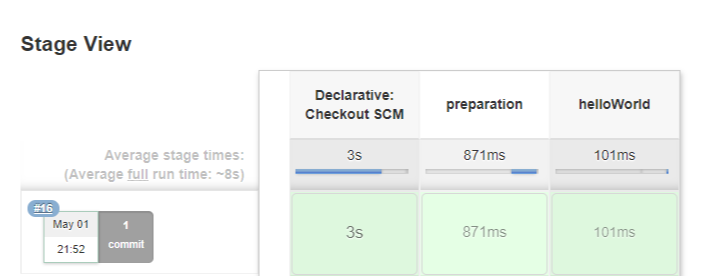 Stage View
Declarative:
Checkout SCM
preparation
helloWorld
Average stage times:
(Average full run time: ~8s)
3s
871ms
101ms
#16
May 01
21:52
1
commit
3s
871ms
101ms